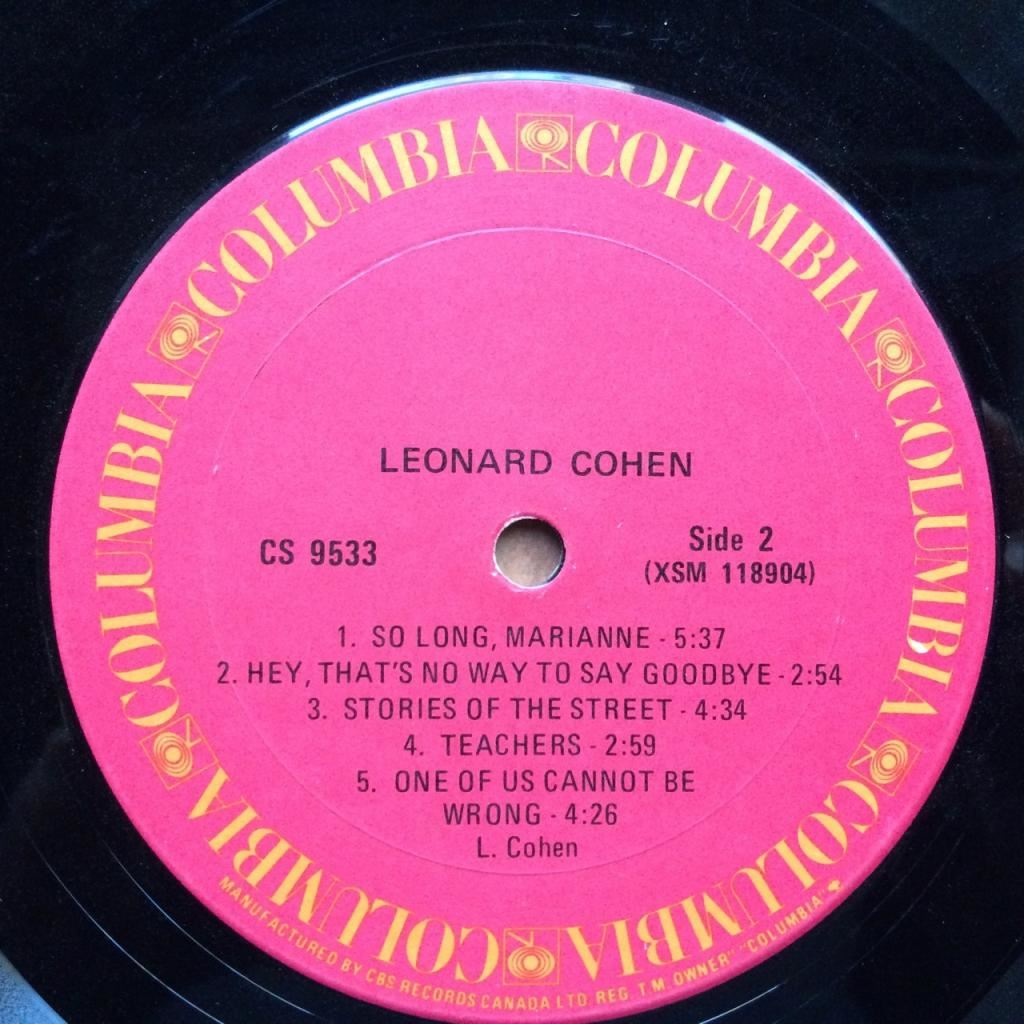 COLUMBIA COLUMBIA COLUMBIA COLUMBIA COLUMBIA COLUMBIA
LEONARD COHEN
CS 9533
Side 2
(XSM 118904)
1. SO LONG, MARIANNE - 5:37
2. HEY, THAT'S NO WAY TO SAY GOODBYE - 2:54
3. STORIES OF THE STREET - 4:34
4. TEACHERS - 2:59
5. ONE OF US CANNOT BE
WRONG - 4:26
L. Cohen
MANUFACTURED BY CBS RECORDS CANADA LTD. REG. T.M. OWNER "COLUMBIA"